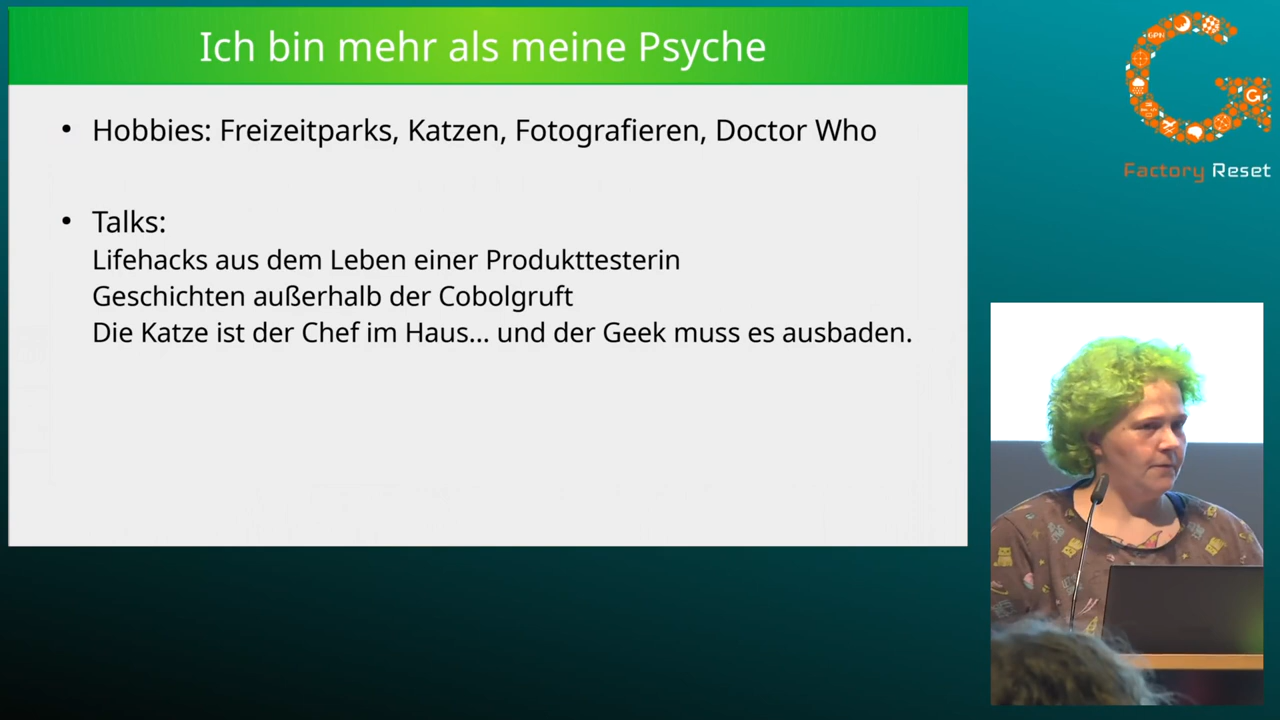 Ich bin mehr als meine Psyche
• Hobbies: Freizeitparks, Katzen, Fotografieren, Doctor Who
• Talks:
Lifehacks aus dem Leben einer Produkttesterin
Geschichten außerhalb der Cobolgruft
Die Katze ist der Chef im Haus... und der Geek muss es ausbaden.
GPN
Factory Reset